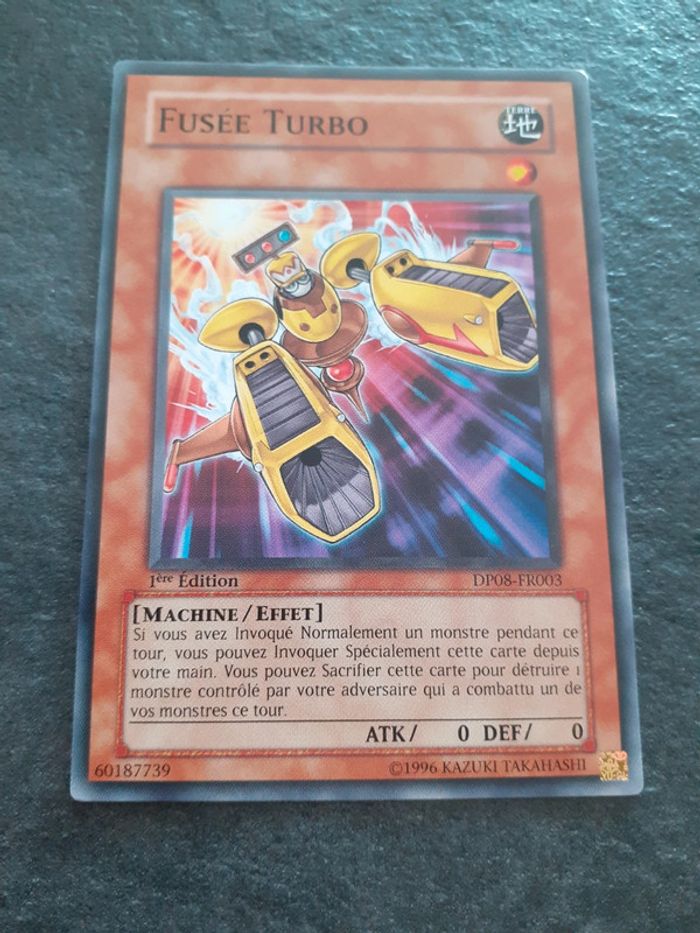 FUSÉE TURBO
TERRE
地
1ère Édition
DP08-FR003
[MACHINE/EFFET]
Si vous avez Invoqué Normalement un monstre pendant ce
tour, vous pouvez Invoquer Spécialement cette carte depuis
votre main. Vous pouvez Sacrifier cette carte pour détruire 1
monstre contrôlé par votre adversaire qui a combattu un de
vos monstres ce tour.
ATK/ 0 DEF/ 0
60187739
©1996 KAZUKI TAKAHASHI